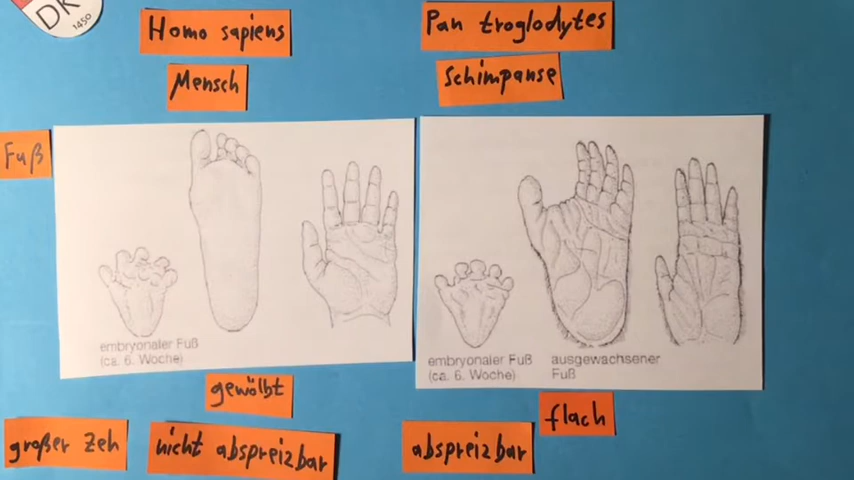 DK
1450
Homo sapiens
Pan troglodytes
Mensch
Schimpanse
Fuß
embryonaler Fuß
(ca. 6. Woche)
embryonaler Fuß
(ca. 6. Woche)
ausgewachsener
Fuß
gewölbt
flach
großer Zeh
nicht abspreizbar
abspreizbar